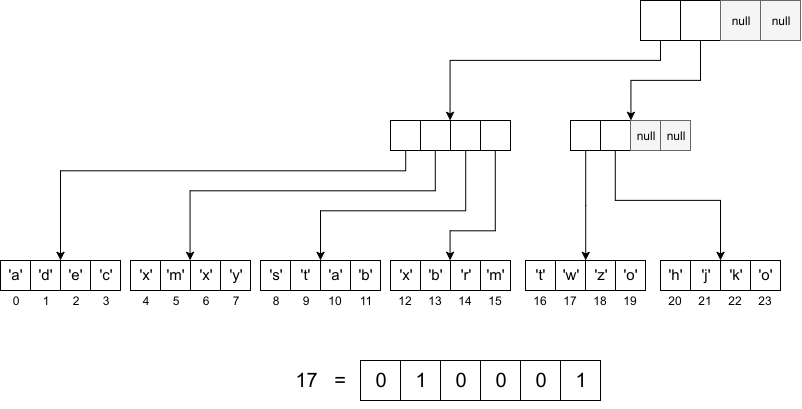 null null
null null
'a' 'd' 'e' 'c' 'x' 'm' 'x' 'y' 's' 't' 'a' 'b' 'x' 'b' 'r' 'm' 't' 'w' 'z' 'o' 'h' 'j' 'k' 'o'
0 1 2 3 4 5 6 7 8 9 10 11 12 13 14 15 16 17 18 19 20 21 22 23
17 = 0 1 0 0 0 1